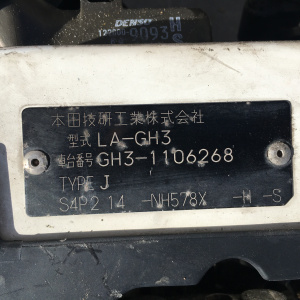 DENSO
9093
本田技研工業株式会社
型式 LA-GH3
車台番号 GH3-1106268
TYPE J
S4P2 14 -NH578X -H -S